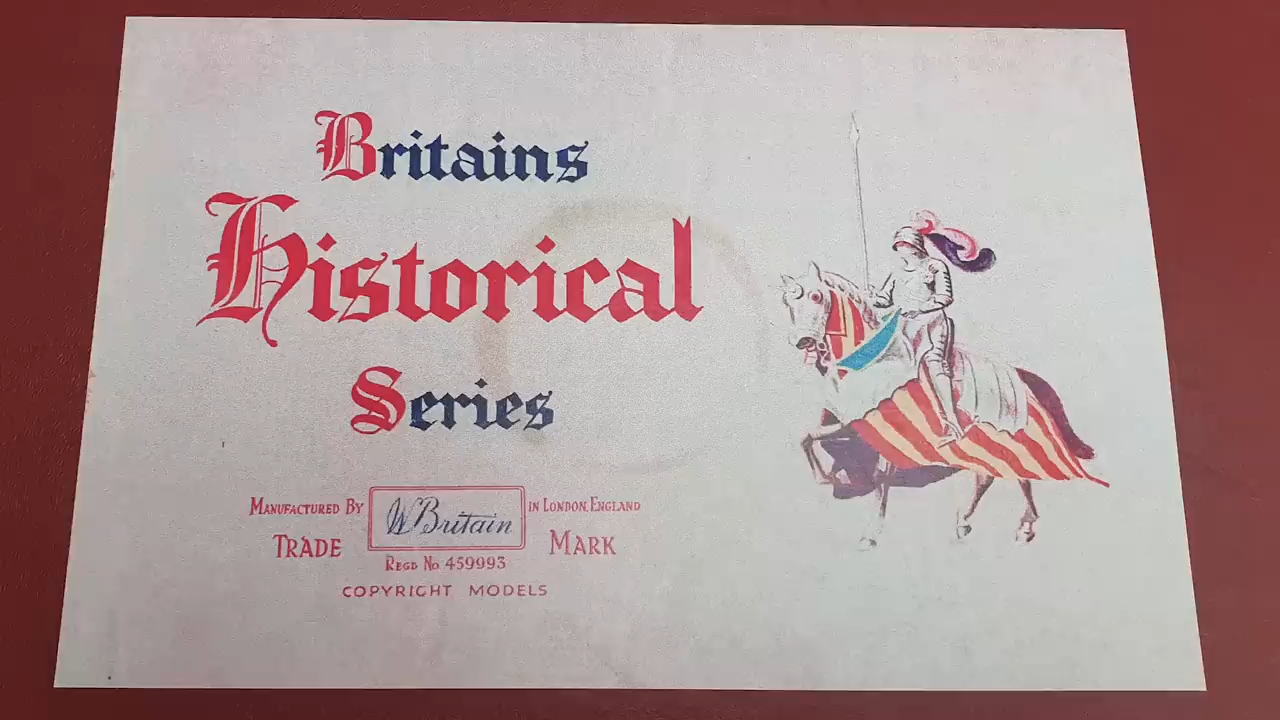 Britains
Historical
Series
MANUFACTURED BY W Britain IN LONDON, ENGLAND
TRADE MARK
REGD No 459993
COPYRIGHT MODELS